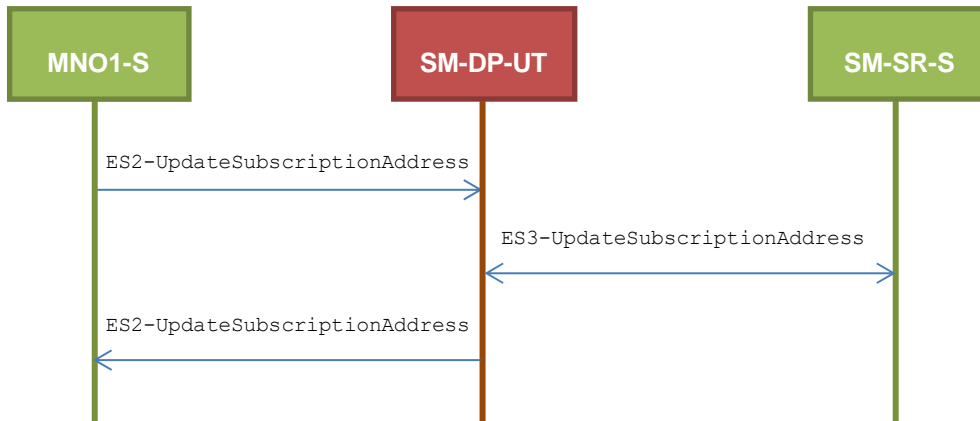 MNO1-S
SM-DP-UT
SM-SR-S
ES2-UpdateSubscriptionAddress
ES3-UpdateSubscriptionAddress
ES2-UpdateSubscriptionAddress